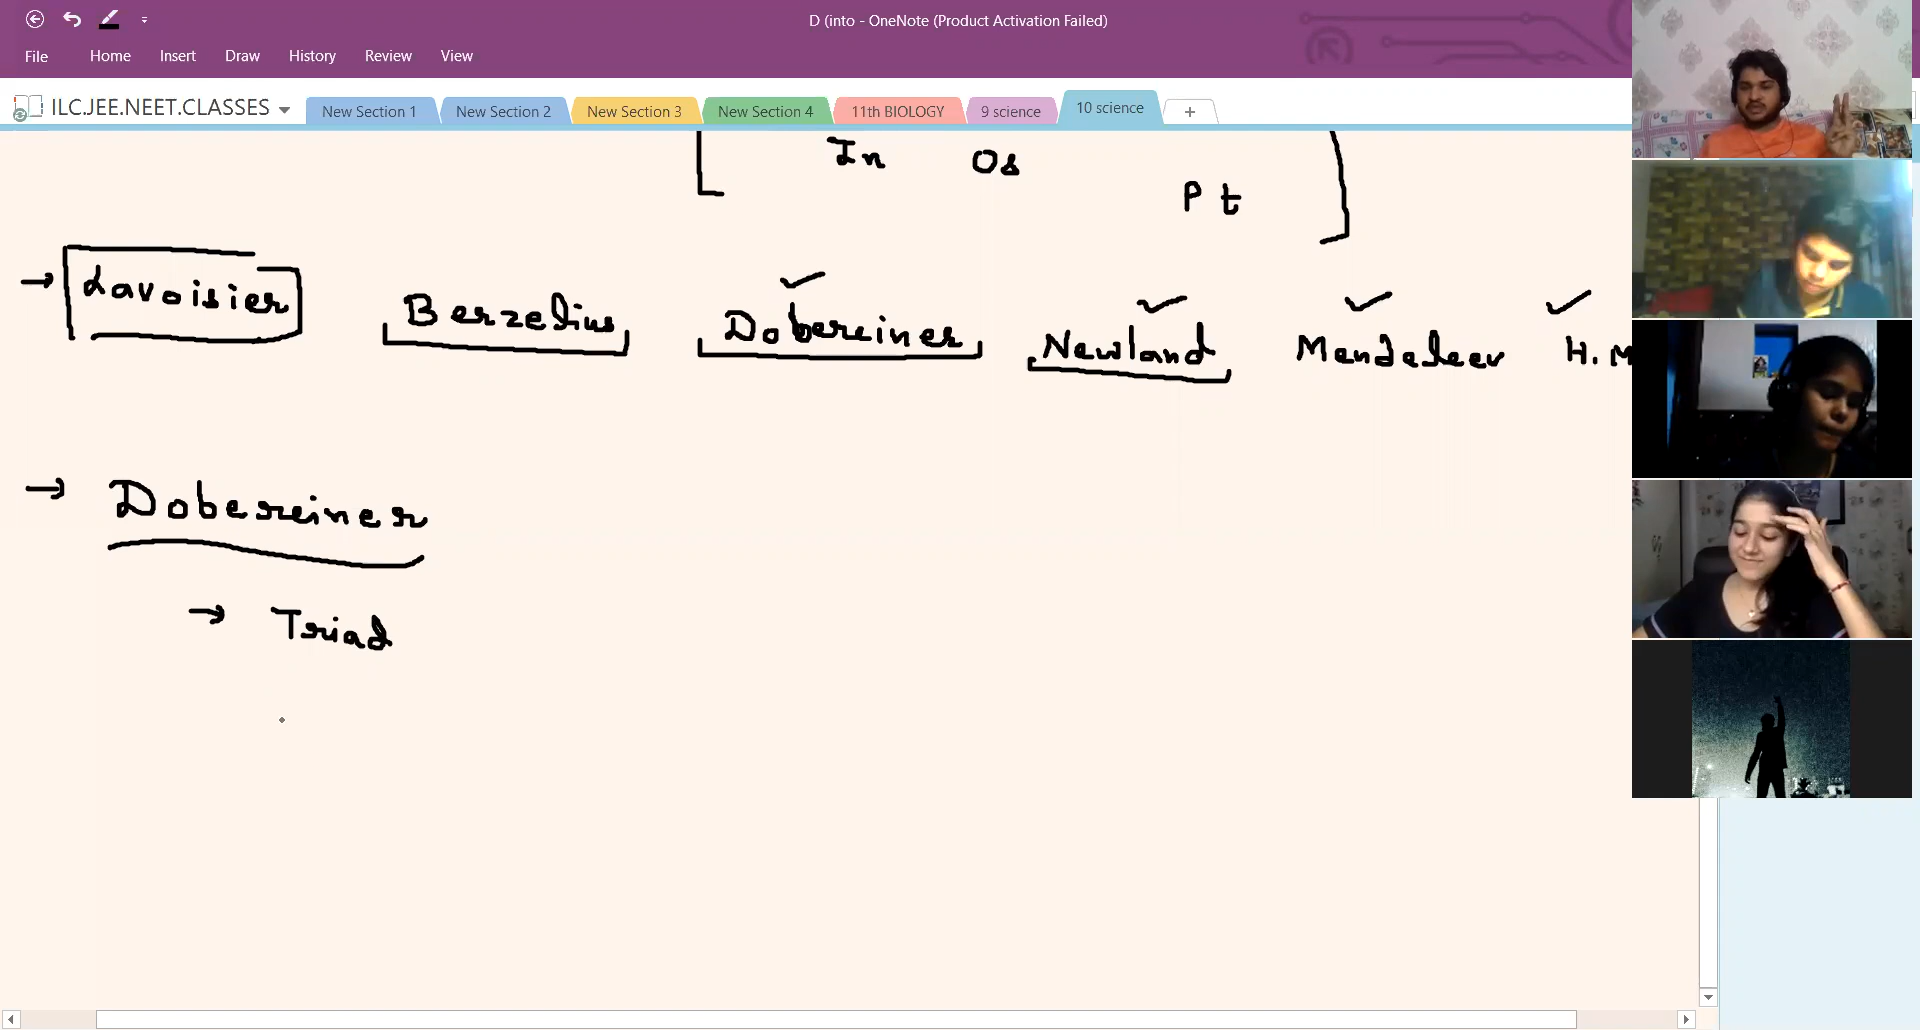 D (into - OneNote (Product Activation Failed)
File Home Insert Draw History Review View
ILC.JEE.NEET.CLASSES New Section 1 New Section 2 New Section 3 New Section 4 11th BIOLOGY 9 science 10 science +
In Os
Pt
→ Lavoisier Berzelius Dobereiner Newland Mendeleev H.M
→ Dobereiner
→ Triad